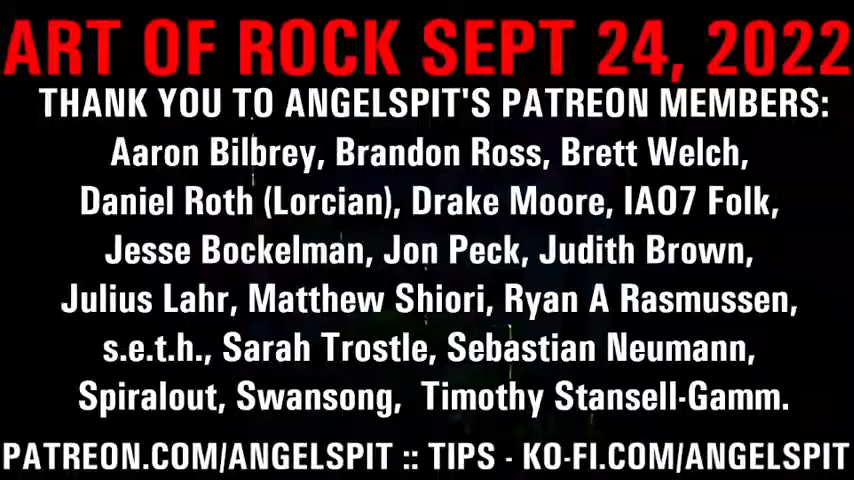 ART OF ROCK SEPT 24, 2022
THANK YOU TO ANGELSPIT'S PATREON MEMBERS:
Aaron Bilbrey, Brandon Ross, Brett Welch,
Daniel Roth (Lorcian), Drake Moore, IAO7 Folk,
Jesse Bockelman, Jon Peck, Judith Brown,
Julius Lahr, Matthew Shiori, Ryan A Rasmussen,
s.e.t.h., Sarah Trostle, Sebastian Neumann,
Spiralout, Swansong, Timothy Stansell-Gamm.
PATREON.COM/ANGELSPIT :: TIPS - KO-FI.COM/ANGELSPIT